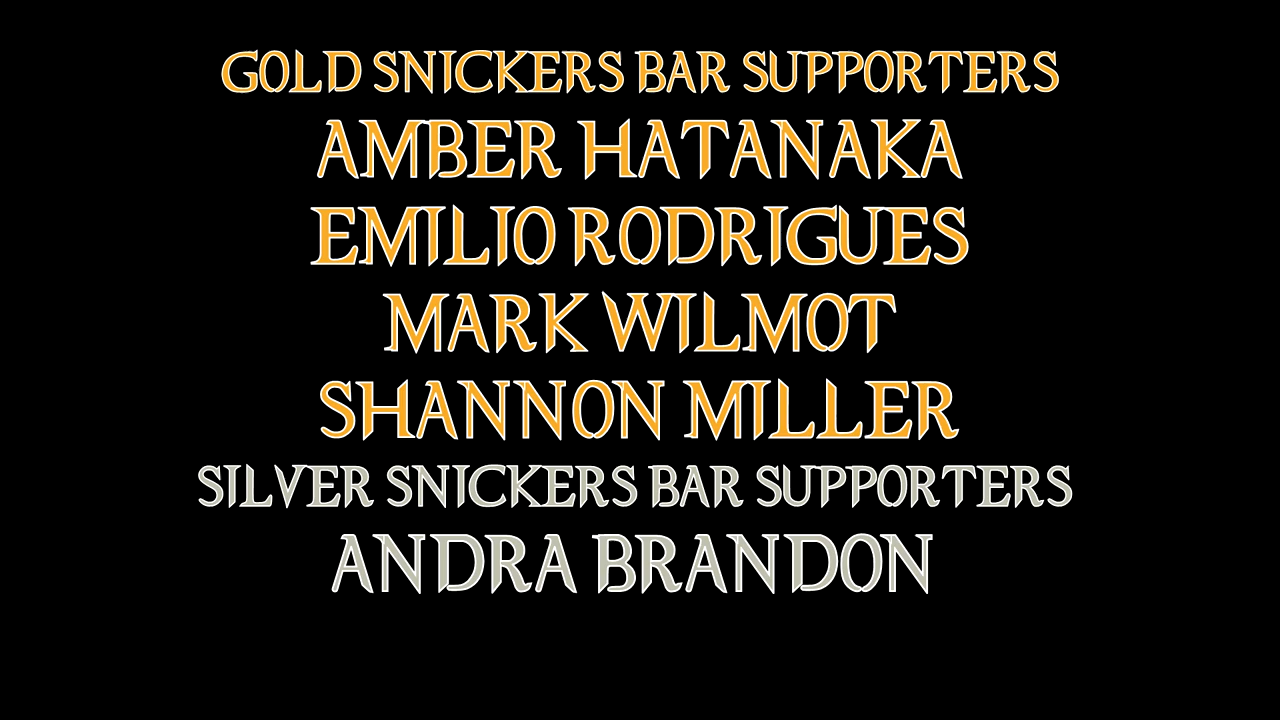 GOLD SNICKERS BAR SUPPORTERS
AMBER HATANAKA
EMILIO RODRIGUES
MARK WILMOT
SHANNON MILLER
SILVER SNICKERS BAR SUPPORTERS
ANDRA BRANDON